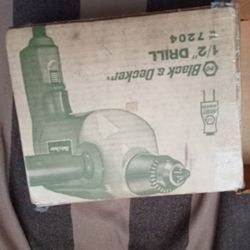 Black & Decker
1/2" DRILL
# 7204